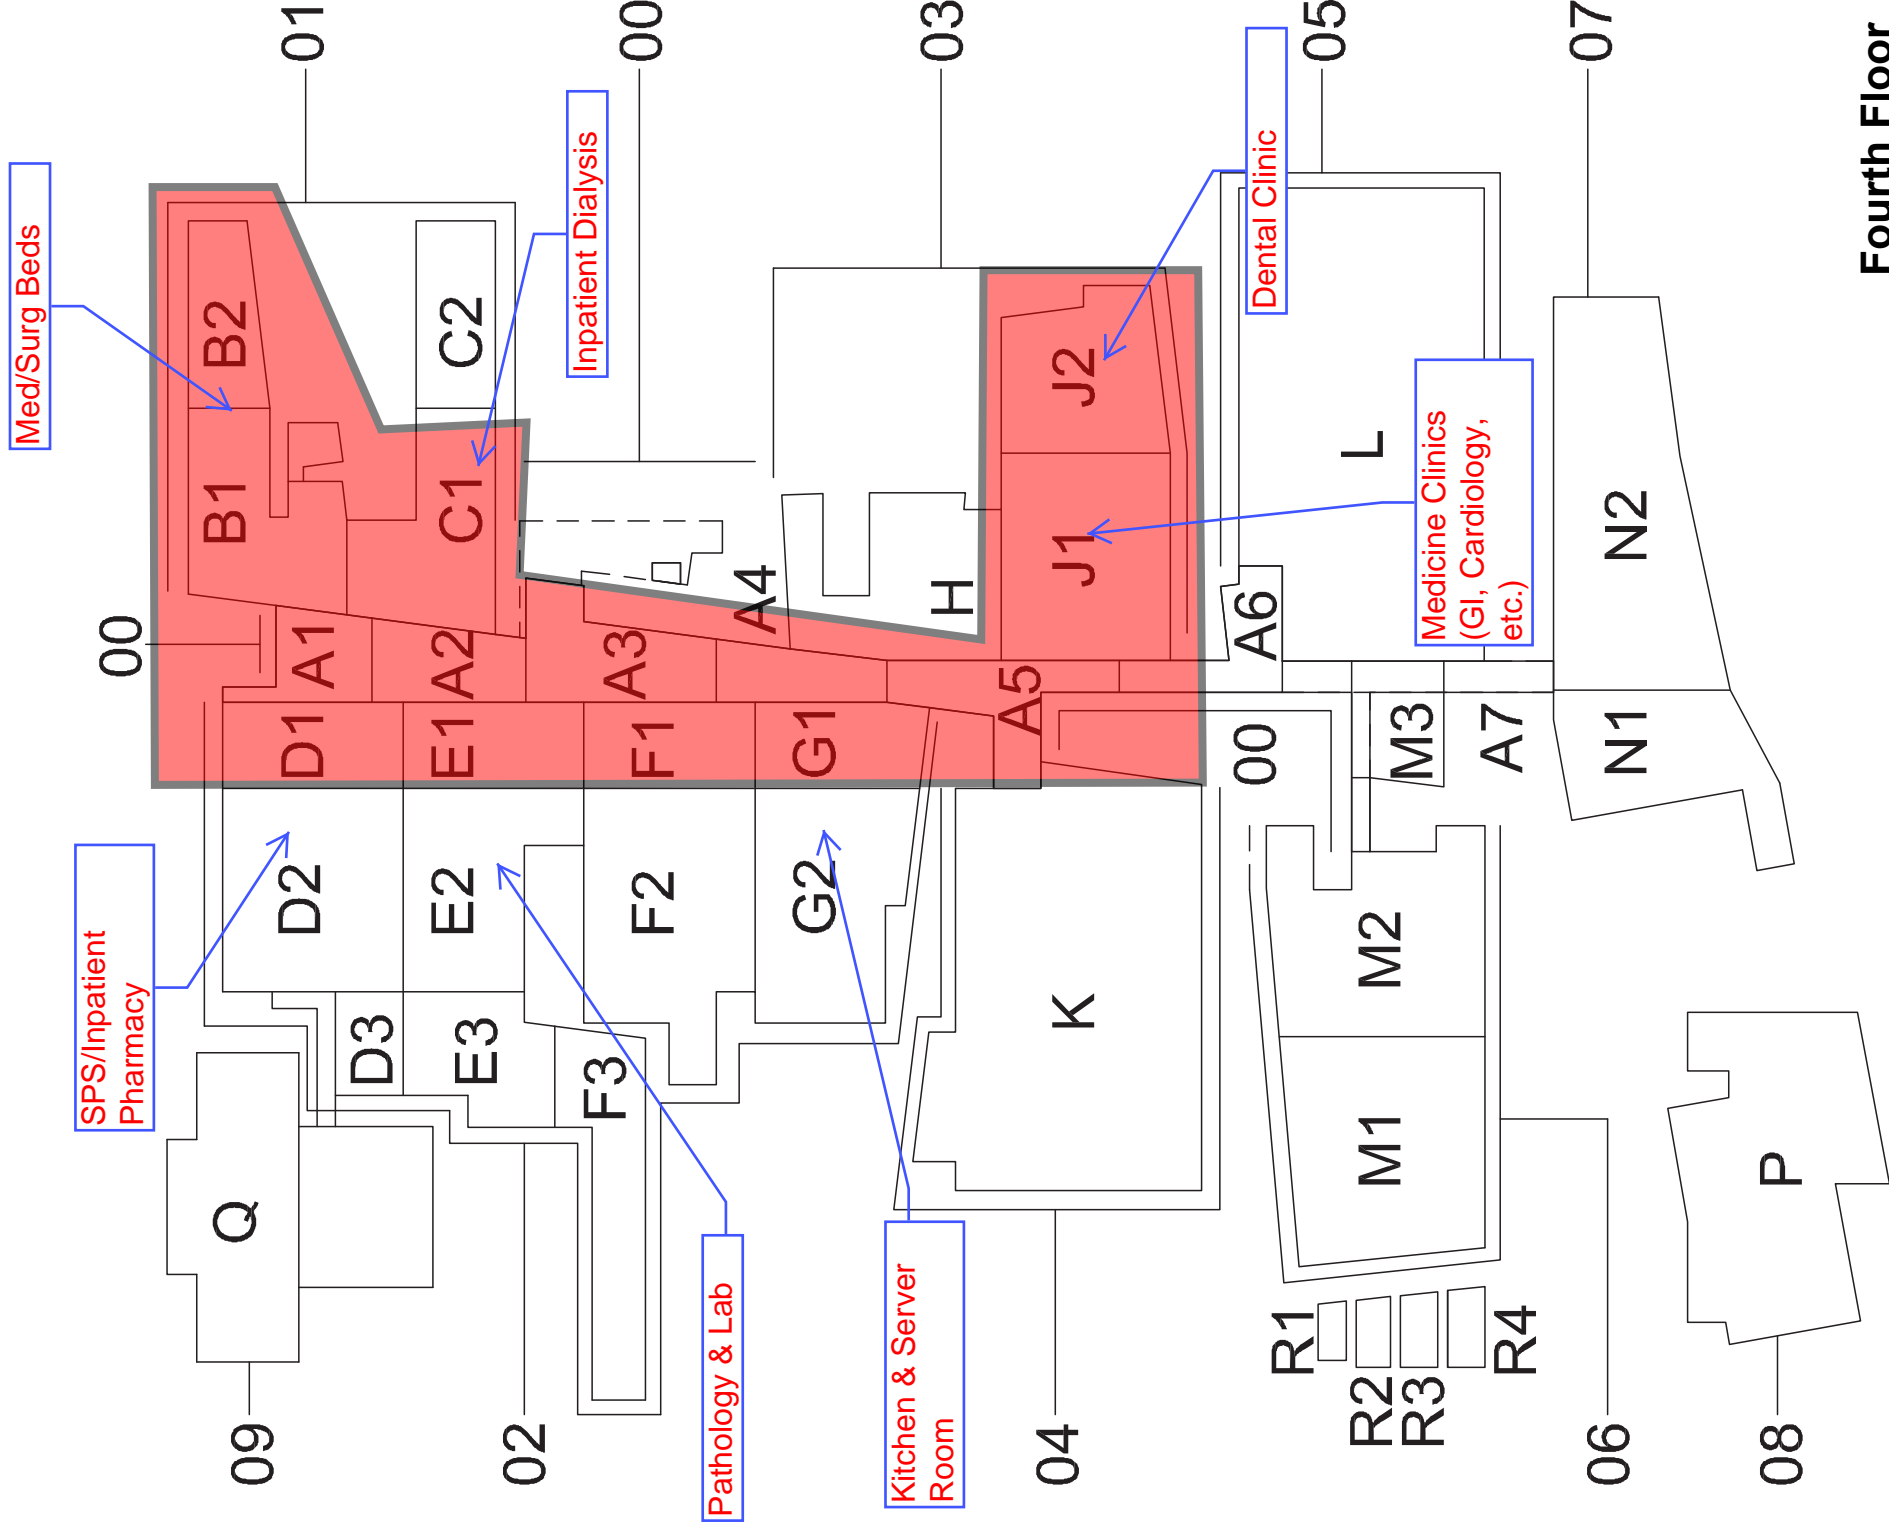 Fourth Floor
01
00
03
05
07
Med/Surg Beds
Inpatient Dialysis
Dental Clinic
Medicine Clinics
(GI, Cardiology,
etc.)
SPS/Inpatient
Pharmacy
Pathology & Lab
Kitchen & Server
Room
B2
C2
J2
B1
C1
J1
L
N2
00
A1
A2
A3
A4
H
A5
A6
D1
E1
F1
G1
00
M3
A7
N1
D2
E2
F2
G2
M2
D3
E3
F3
K
M1
Q
P
R1
R2
R3
R4
09
02
04
06
08